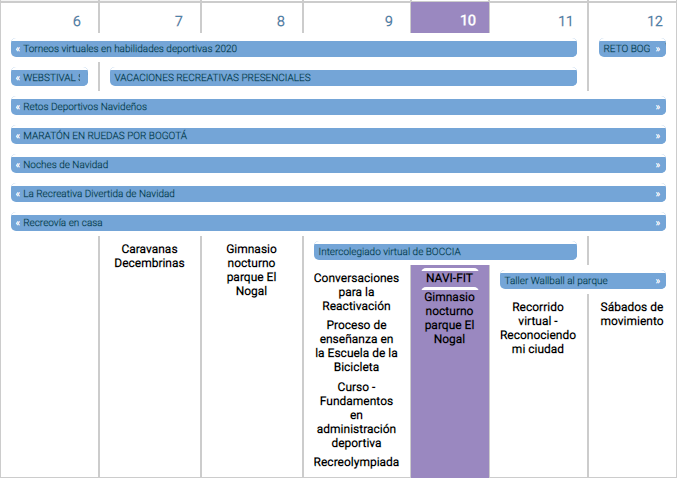 6 7 8 9 10 11 12
« Torneos virtuales en habilidades deportivas 2020
RETO BOG »
« WEBSTIVAL
VACACIONES RECREATIVAS PRESENCIALES
« Retos Deportivos Navideños »
« MARATÓN EN RUEDAS POR BOGOTÁ »
« Noches de Navidad »
« La Recreativa Divertida de Navidad »
« Recreovía en casa »
Caravanas
Decembrinas
Gimnasio
nocturno
parque El
Nogal
Intercolegiado virtual de BOCCIA
Conversaciones
para la
Reactivación
Proceso de
enseñanza en
la Escuela de la
Bicicleta
Curso -
Fundamentos
en
administración
deportiva
Recreolympiada
NAVI-FIT
Gimnasio
nocturno
parque El
Nogal
Taller Wallball al parque »
Recorrido
virtual -
Reconociendo
mi ciudad
Sábados de
movimiento